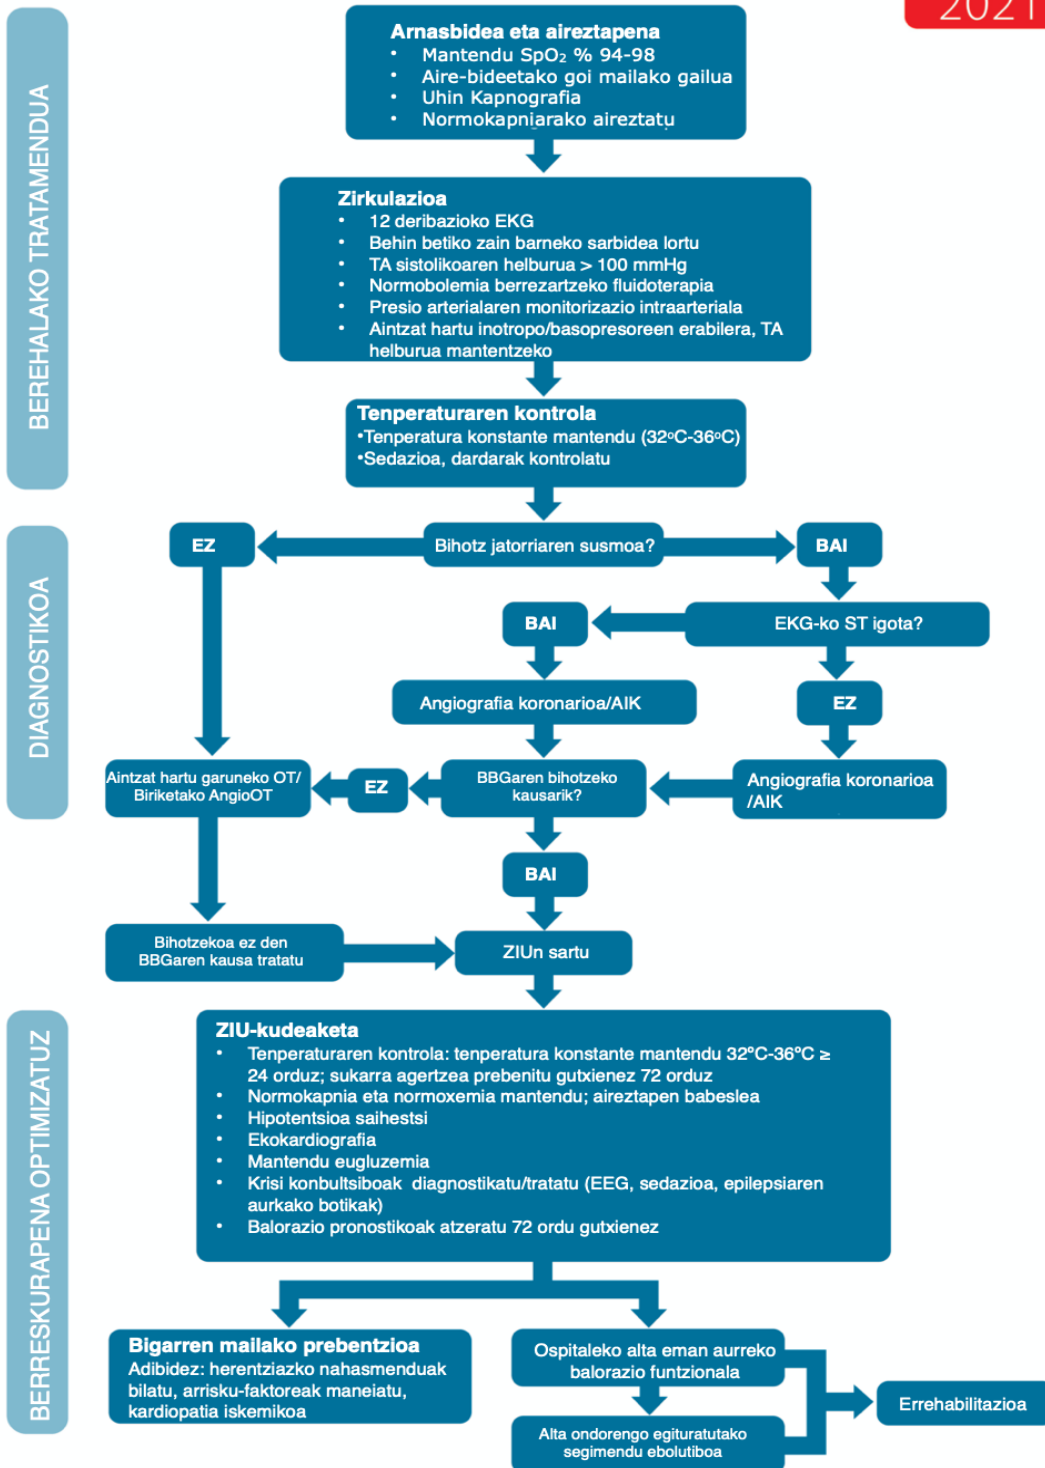 2021
BEREHALAKO TRATAMENDUA
Arnasbidea eta aireztapena
• Mantendu SpO₂ % 94-98
• Aire-bideetako goi mailako gailua
• Uhin Kapnografia
• Normokapniarako aireztatu
Zirkulazioa
• 12 deribazioko EKG
• Behin betiko zain barneko sarbidea lortu
• TA sistolikoaren helburua > 100 mmHg
• Normobolemia berrezartzeko fluidoterapia
• Presio arterialaren monitorizazio intraarteriala
• Aintzat hartu inotropo/basopresoreen erabilera, TA
helburua mantentzeko
Tenperaturaren kontrola
•Tenperatura konstante mantendu (32ºC-36ºC)
•Sedazioa, dardarak kontrolatu
DIAGNOSTIKOA
EZ
Bihotz jatorriaren susmoa?
BAI
BAI
EKG-ko ST igota?
Angiografia koronarioa/AIK
EZ
Aintzat hartu garuneko OT/
Biriketako AngioOT
EZ
BBGaren bihotzeko
kausarik?
Angiografia koronarioa
/AIK
BAI
Bihotzekoa ez den
BBGaren kausa tratatu
ZIUn sartu
BERRESKURAPENA OPTIMIZATUZ
ZIU-kudeaketa
• Tenperaturaren kontrola: tenperatura konstante mantendu 32ºC-36ºC ≥
24 orduz; sukarra agertzea prebenitu gutxienez 72 orduz
• Normokapnia eta normoxemia mantendu; aireztapen babeslea
• Hipotentsioa saihestsi
• Ekokardiografia
• Mantendu eugluzemia
• Krisi konbultsiboak diagnostikatu/tratatu (EEG, sedazioa, epilepsiaren
aurkako botikak)
• Balorazio pronostikoak atzeratu 72 ordu gutxienez
Bigarren mailako prebentzioa
Adibidez: herentziazko nahasmenduak
bilatu, arrisku-faktoreak maneiatu,
kardiopatia iskemikoa
Ospitaleko alta eman aurreko
balorazio funtzionala
Alta ondorengo egituratutako
segimendu ebolutiboa
Errehabilitazioa